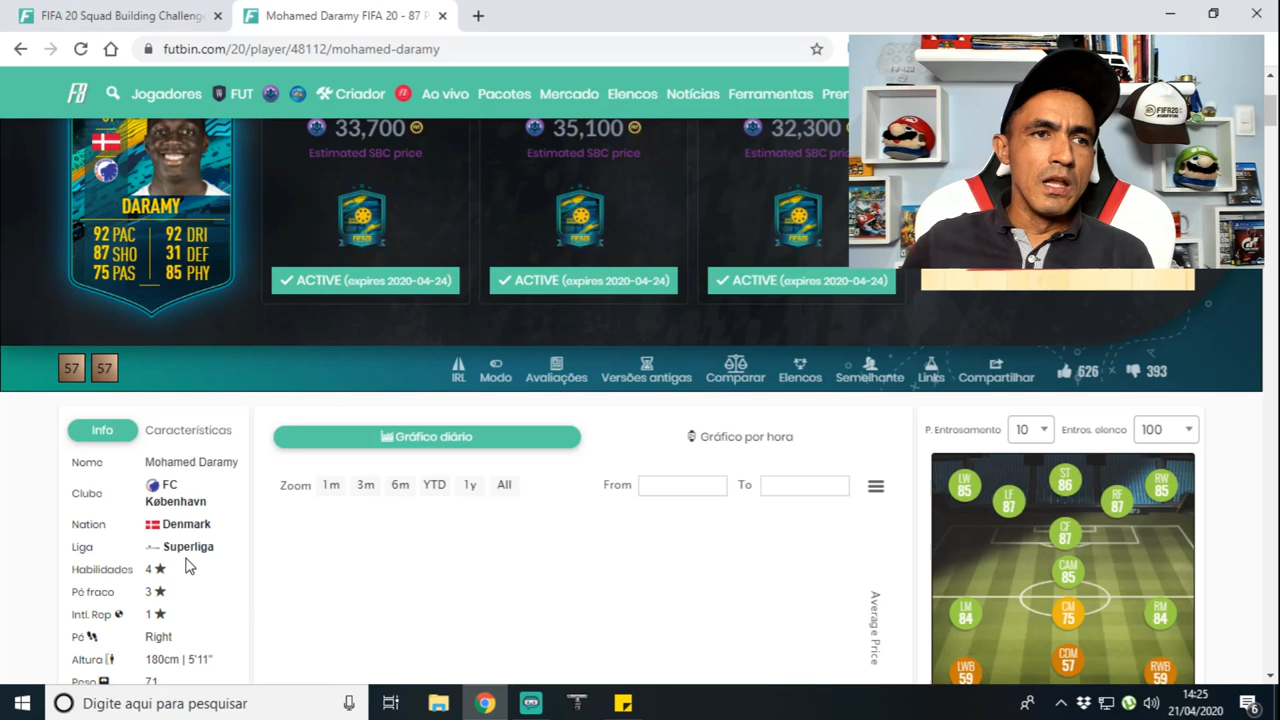 FIFA 20 Squad Building Challenge
Mohamed Daramy FIFA 20 - 87 P
futbin.com/20/player/48112/mohamed-daramy
FB
Jogadores
FUT
Criador
Ao vivo
Pacotes
Mercado
Elencos
Notícias
Ferramentas
33,700
Estimated SBC price
35,100
Estimated SBC price
32,300
Estimated SBC price
DARAMY
92 PAC
87 SHO
75 PAS
92 DRI
31 DEF
85 PHY
FIFA20
FIFA20
FIFA20
ACTIVE (expires 2020-04-24)
ACTIVE (expires 2020-04-24)
ACTIVE (expires 2020-04-24)
57
57
IRL
Modo
Avaliações
Versões antigas
Comparar
Elencos
Semelhante
Links
Compartilhar
626
393
Info
Características
Nome
Mohamed Daramy
Clube
FC
København
Nation
Denmark
Liga
Superliga
Habilidades
4
Pé fraco
3
Intl. Rep
1
Pé
Right
Altura
180cm | 5'11"
Peso
71
Gráfico diário
Gráfico por hora
Zoom
1m
3m
6m
YTD
1y
All
From
To
Average Price
P. Entrosamento
10
Entros. elenco
100
LW
85
ST
86
RW
85
LF
87
RF
87
CF
87
CAM
85
LM
84
CM
75
RM
84
CDM
57
LWB
59
RWB
59
FIFA20
Digite aqui para pesquisar
14:25
21/04/2020
6